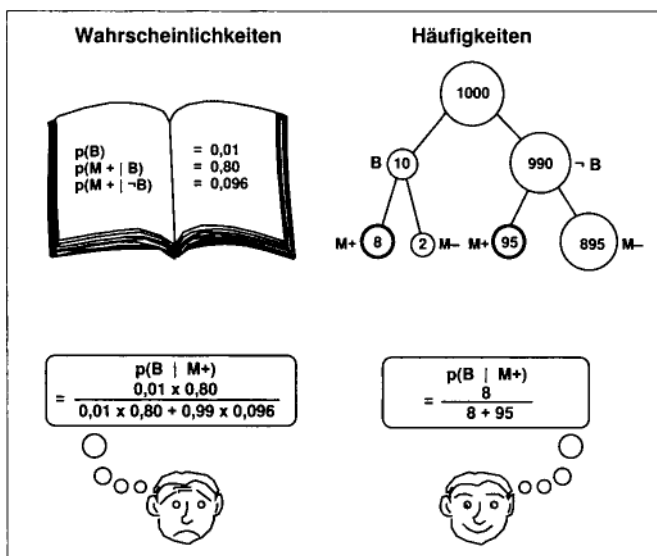 Wahrscheinlichkeiten
p(B) = 0,01
p(M + | B) = 0,80
p(M + | ¬B) = 0,096
p(B | M+)
0,01 x 0,80
=
0,01 x 0,80 + 0,99 x 0,096
Häufigkeiten
1000
B 10 990 ¬ B
M+ 8 2 M– M+ 95 895 M–
p(B | M+)
8
=
8 + 95